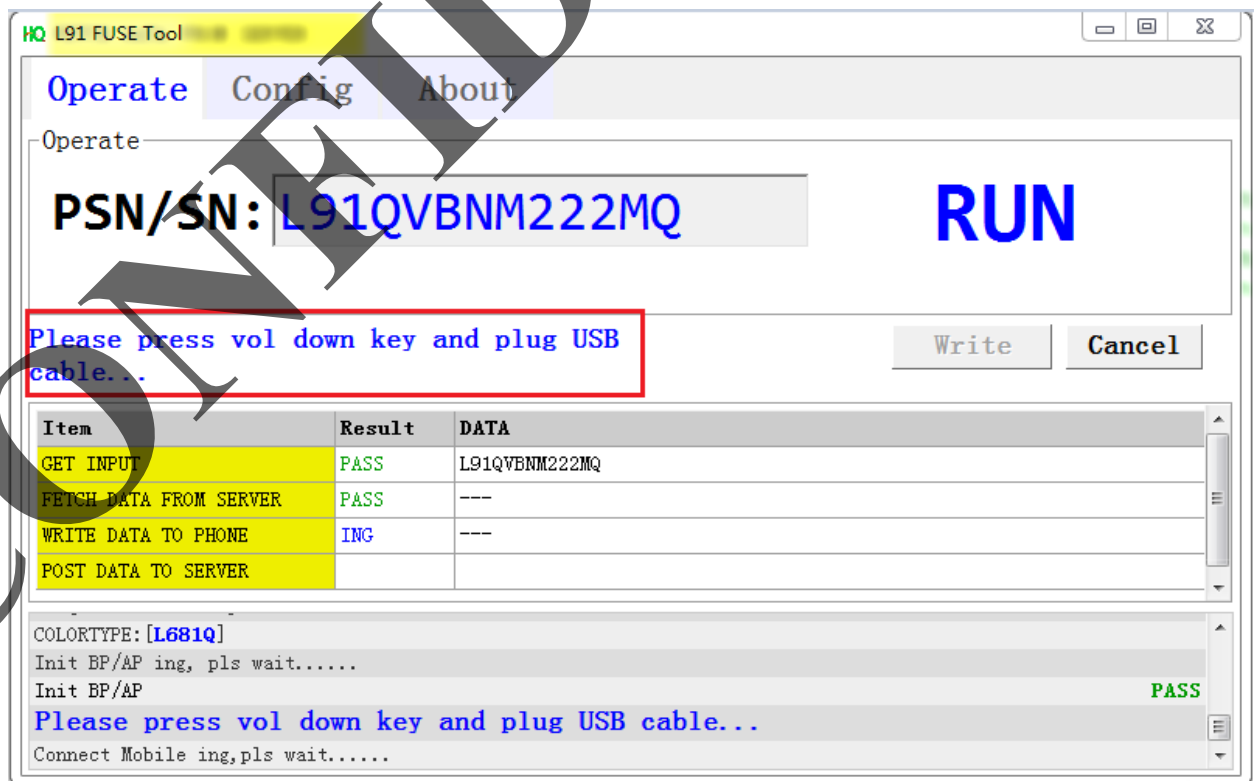 HQ L91 FUSE Tool
Operate Config About
Operate
PSN/SN: L91QVBNM222MQ RUN
Please press vol down key and plug USB
cable...
Write Cancel
Item Result DATA
GET INPUT PASS L91QVBNM222MQ
FETCH DATA FROM SERVER PASS ---
WRITE DATA TO PHONE ING ---
POST DATA TO SERVER
COLORTYPE:[L681Q]
Init BP/AP ing, pls wait......
Init BP/AP PASS
Please press vol down key and plug USB cable...
Connect Mobile ing,pls wait......